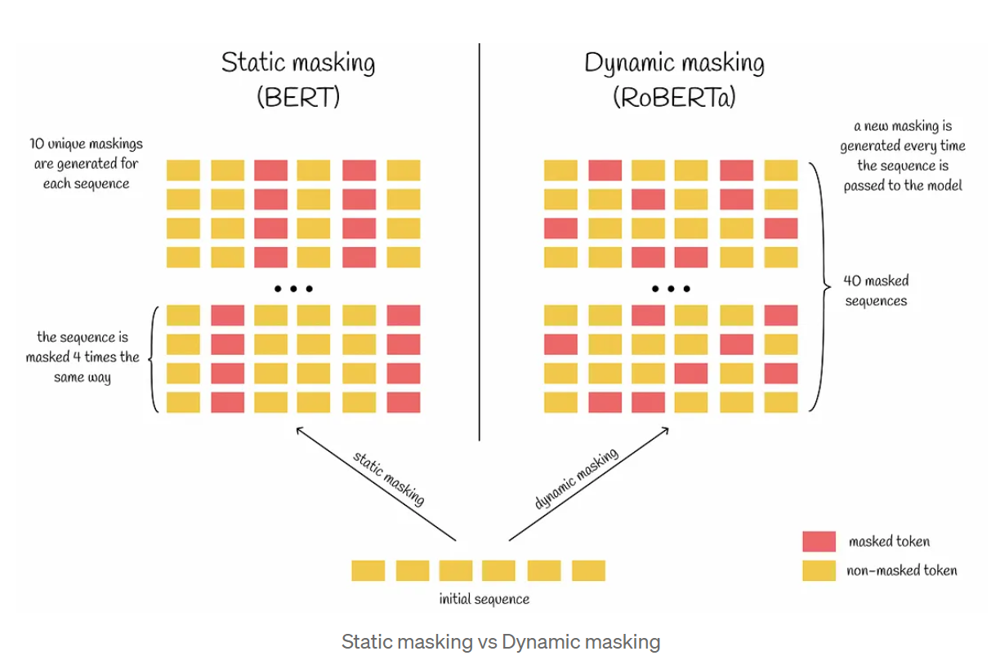 Static masking
(BERT)
10 unique maskings
are generated for
each sequence
the sequence is
masked 4 times the
same way
Dynamic masking
(RoBERTa)
a new masking is
generated every time
the sequence is
passed to the model
40 masked
sequences
static masking
dynamic masking
initial sequence
masked token
non-masked token
Static masking vs Dynamic masking